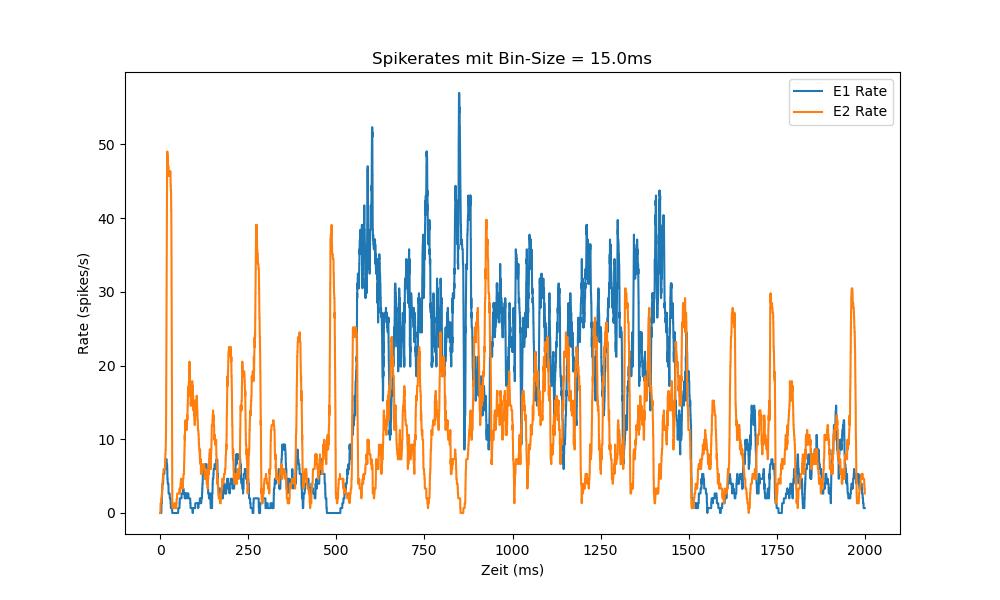 Spikerates mit Bin-Size = 15.0ms
E1 Rate
E2 Rate
Rate (spikes/s)
50
40
30
20
10
0
0 250 500 750 1000 1250 1500 1750 2000
Zeit (ms)